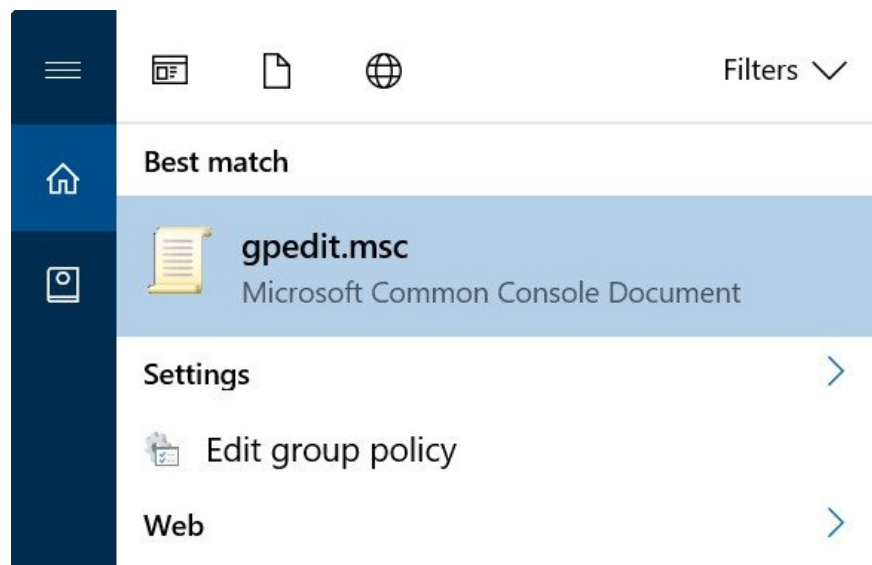 Filters
Best match
gpedit.msc
Microsoft Common Console Document
Settings
Edit group policy
Web